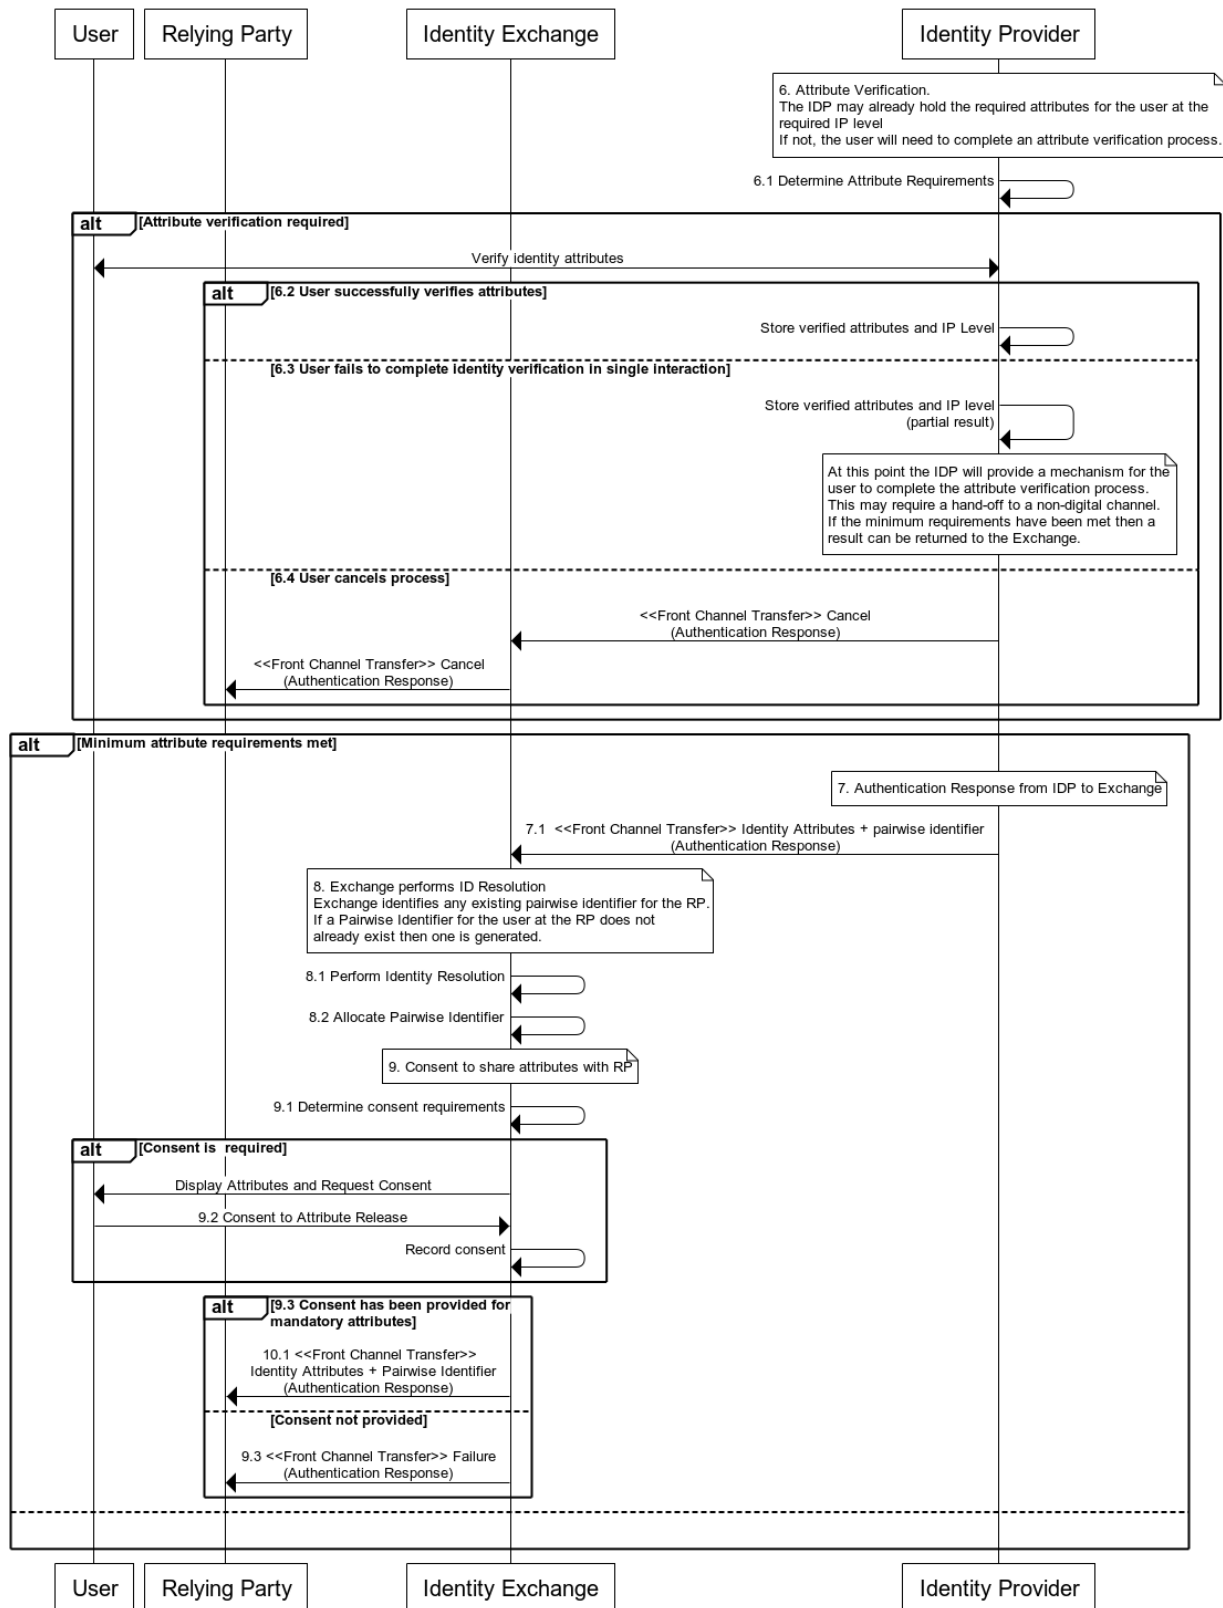 User
Relying Party
Identity Exchange
Identity Provider
6. Attribute Verification.
The IDP may already hold the required attributes for the user at the
required IP level
If not, the user will need to complete an attribute verification process.
6.1 Determine Attribute Requirements
alt
[Attribute verification required]
Verify identity attributes
alt
[6.2 User successfully verifies attributes]
Store verified attributes and IP Level
[6.3 User fails to complete identity verification in single interaction]
Store verified attributes and IP level
(partial result)
At this point the IDP will provide a mechanism for the
user to complete the attribute verification process.
This may require a hand-off to a non-digital channel.
If the minimum requirements have been met then a
result can be returned to the Exchange.
[6.4 User cancels process]
<<Front Channel Transfer>> Cancel
(Authentication Response)
<<Front Channel Transfer>> Cancel
(Authentication Response)
alt
[Minimum attribute requirements met]
7. Authentication Response from IDP to Exchange
7.1 <<Front Channel Transfer>> Identity Attributes + pairwise identifier
(Authentication Response)
8. Exchange performs ID Resolution
Exchange identifies any existing pairwise identifier for the RP.
If a Pairwise Identifier for the user at the RP does not
already exist then one is generated.
8.1 Perform Identity Resolution
8.2 Allocate Pairwise Identifier
9. Consent to share attributes with RP
9.1 Determine consent requirements
alt
[Consent is required]
Display Attributes and Request Consent
9.2 Consent to Attribute Release
Record consent
alt
[9.3 Consent has been provided for
mandatory attributes]
10.1 <<Front Channel Transfer>>
Identity Attributes + Pairwise Identifier
(Authentication Response)
[Consent not provided]
9.3 <<Front Channel Transfer>> Failure
(Authentication Response)
User
Relying Party
Identity Exchange
Identity Provider